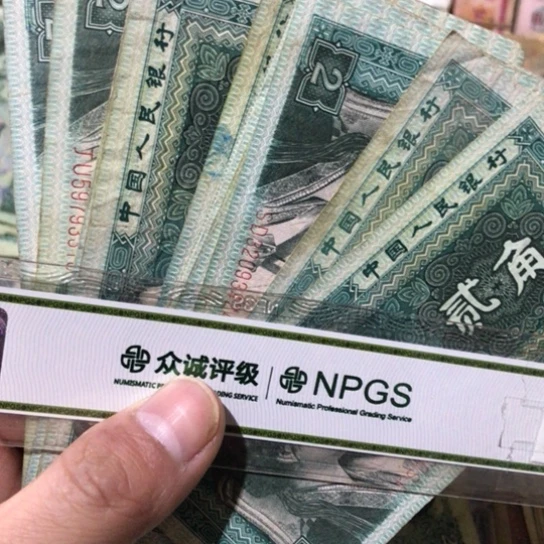 2
中国人民银行
中国人民银行
中国人民银行
贰角
众诚评级
NPGS
Numismatic Professional Grading Service